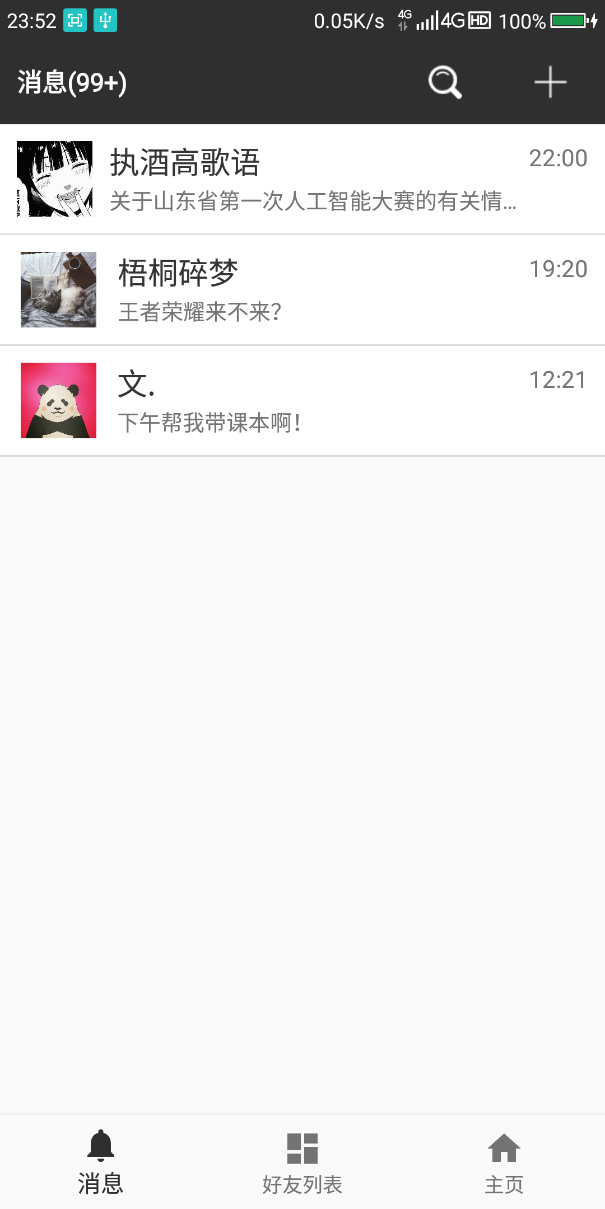 23:52 0.05K/s 4G 4G HD 100%
消息(99+)
执酒高歌语 22:00
关于山东省第一次人工智能大赛的有关情...
梧桐碎梦 19:20
王者荣耀来不来?
文. 12:21
下午帮我带课本啊!
消息 好友列表 主页